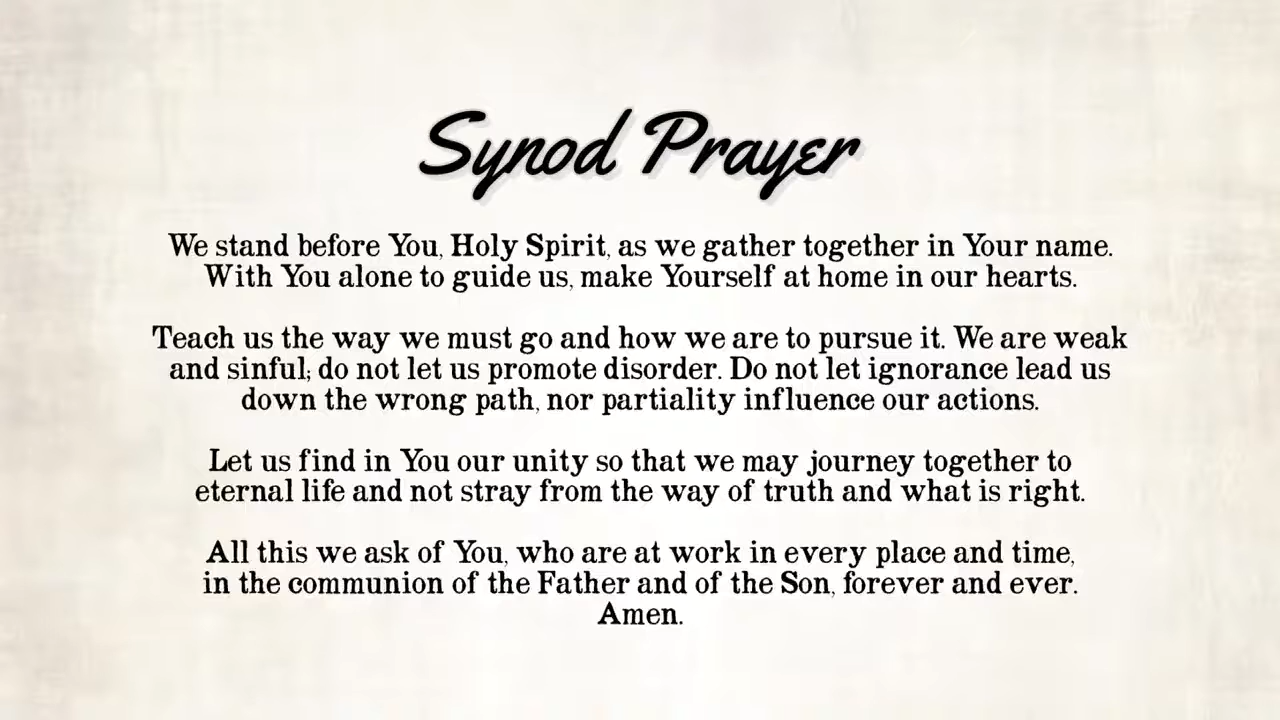 Synod Prayer
We stand before You, Holy Spirit, as we gather together in Your name.
With You alone to guide us, make Yourself at home in our hearts.
Teach us the way we must go and how we are to pursue it. We are weak
and sinful; do not let us promote disorder. Do not let ignorance lead us
down the wrong path, nor partiality influence our actions.
Let us find in You our unity so that we may journey together to
eternal life and not stray from the way of truth and what is right.
All this we ask of You, who are at work in every place and time,
in the communion of the Father and of the Son, forever and ever.
Amen.